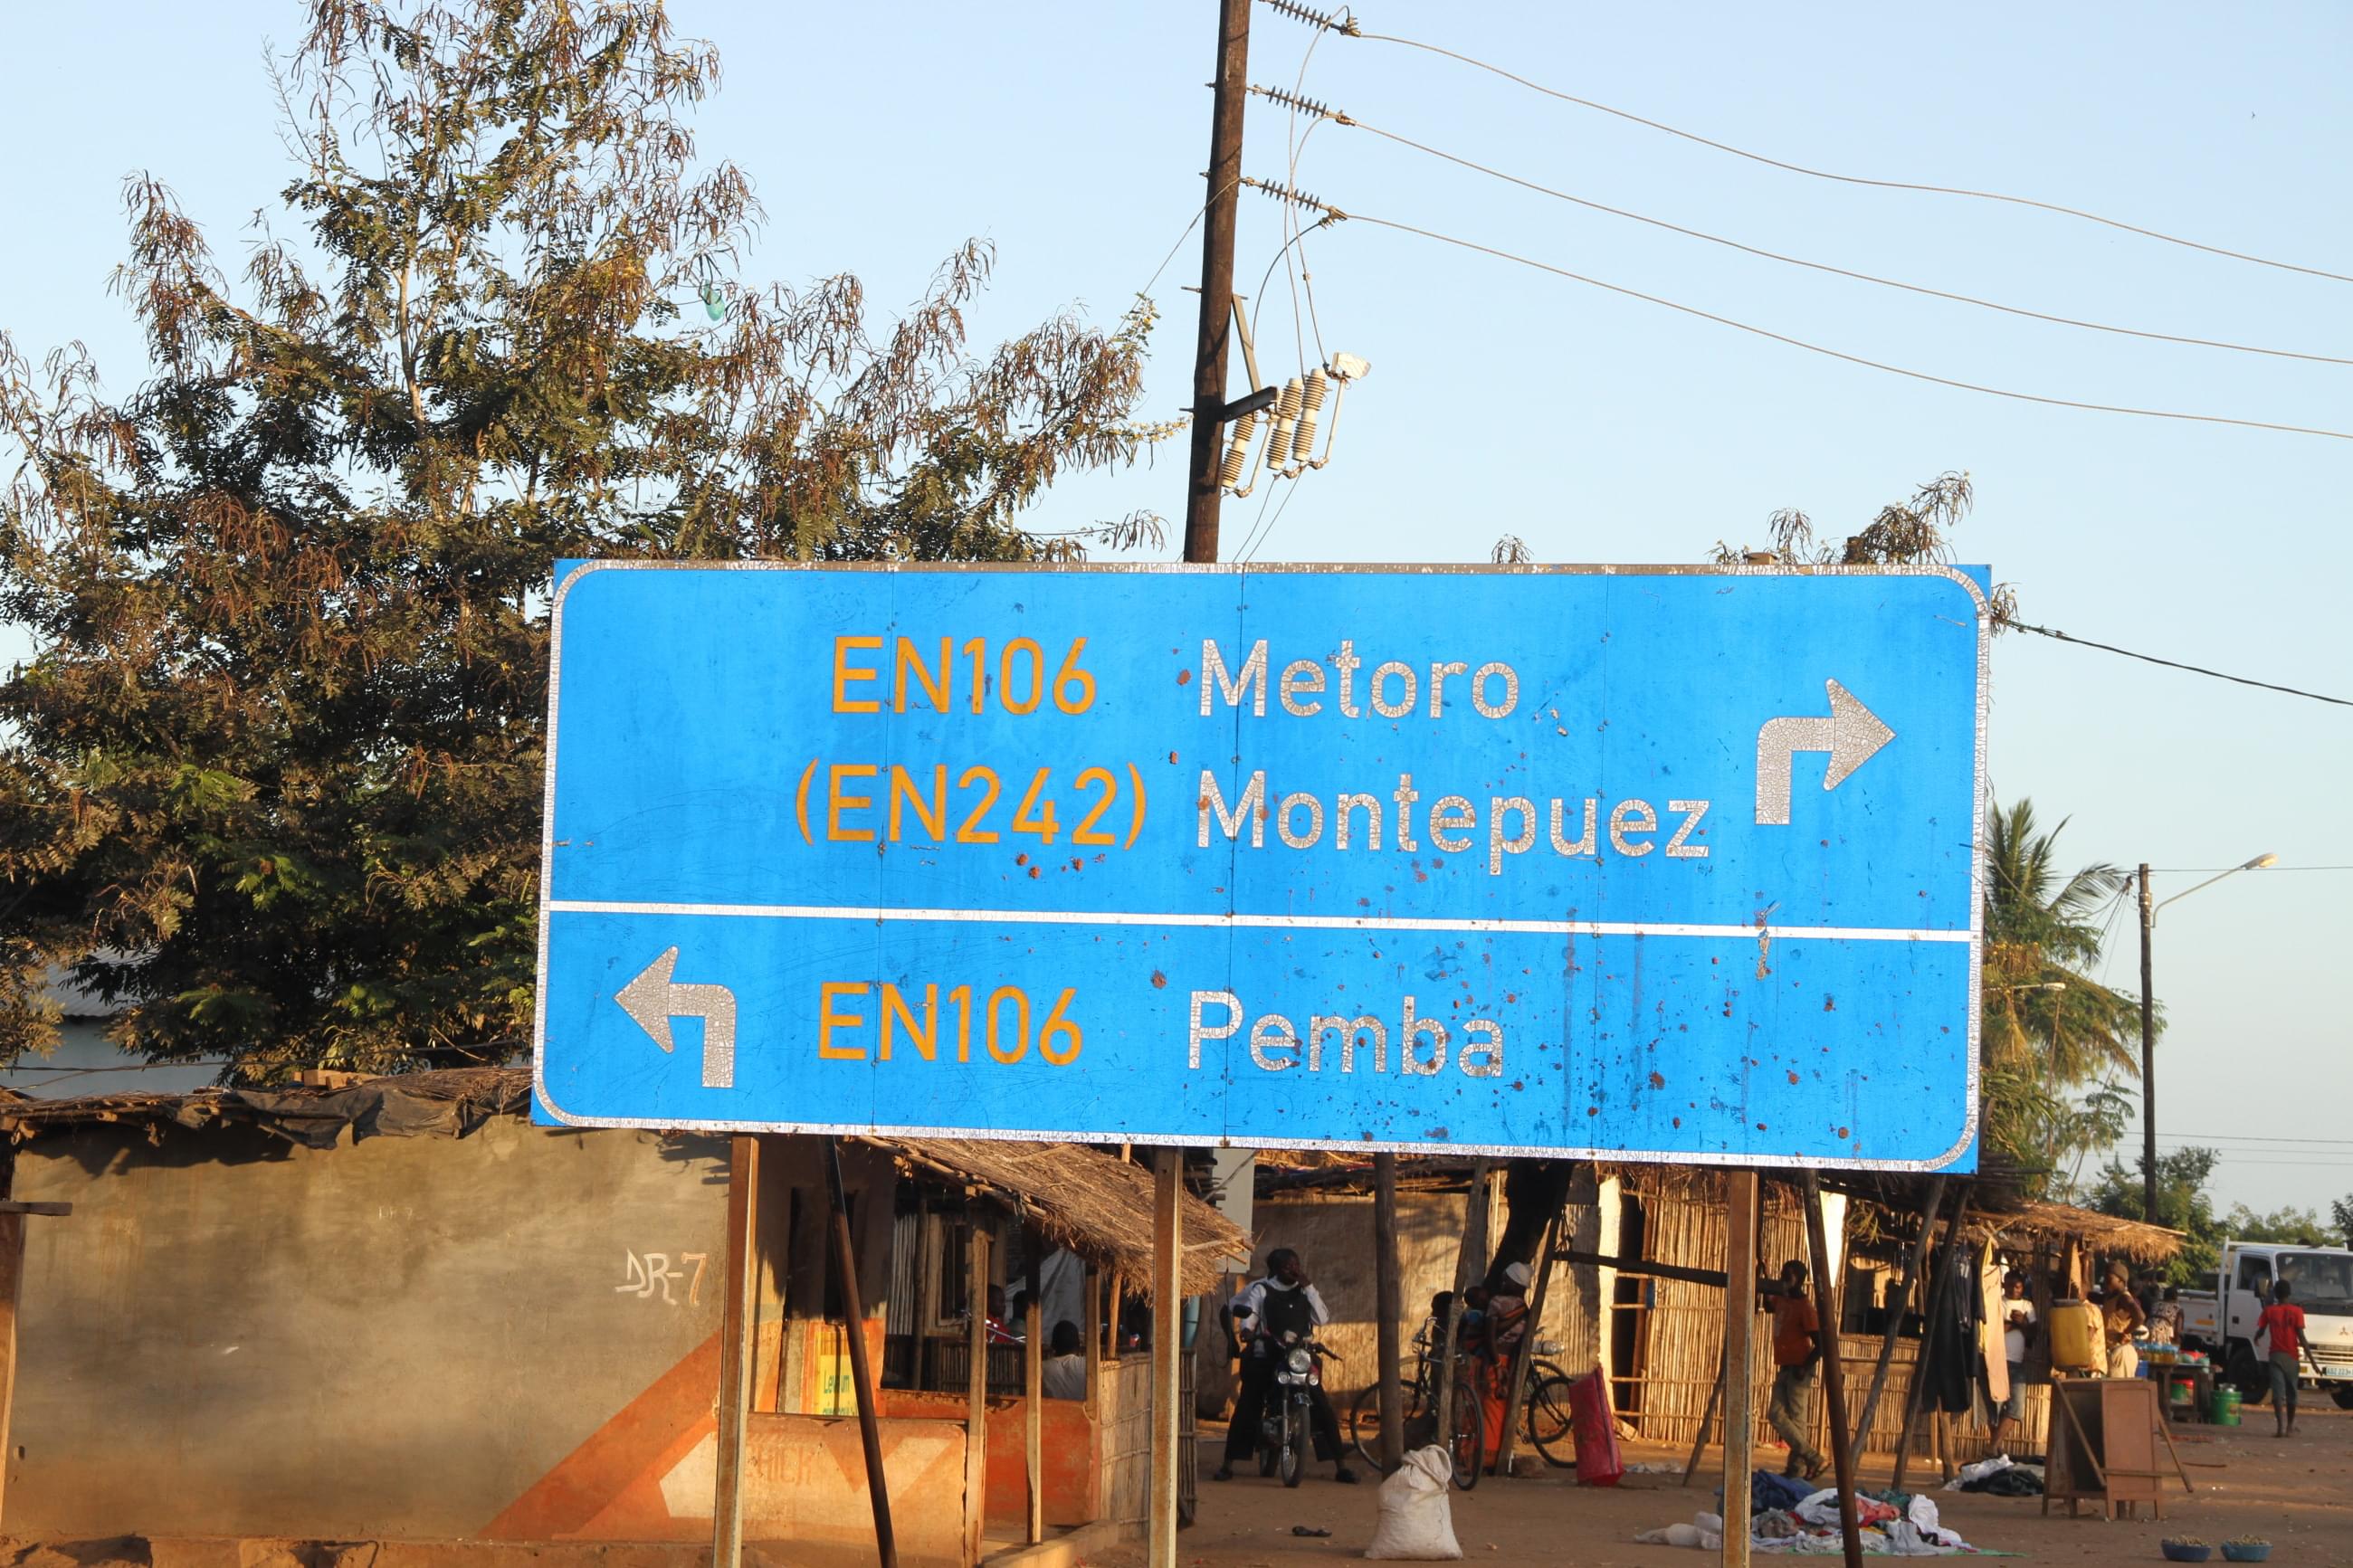 EN106 Metoro
(EN242) Montepuez
EN106 Pemba
DR-7